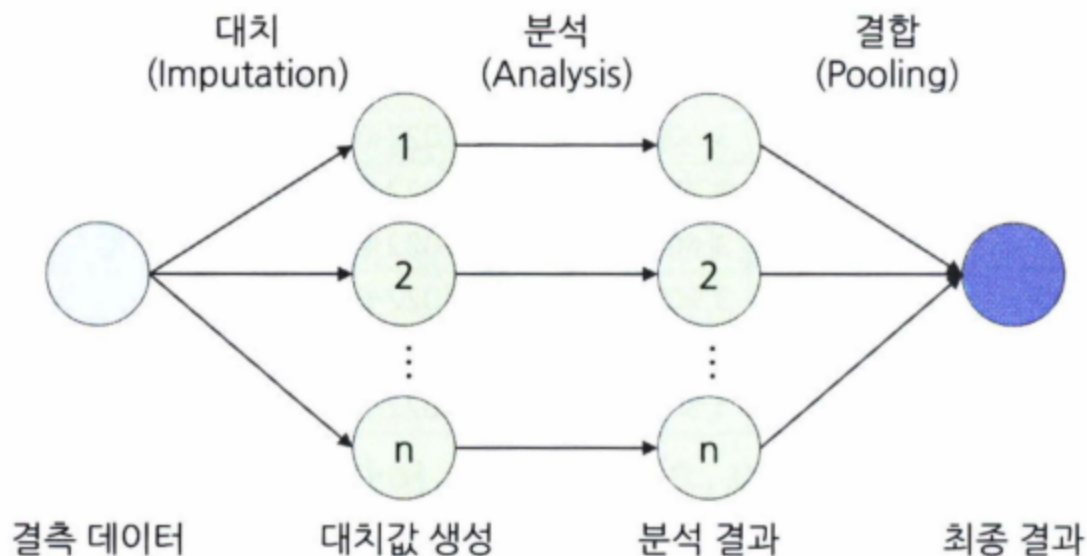 대치
(Imputation)
분석
(Analysis)
결합
(Pooling)
1
1
2
2
⋮
⋮
n
n
결측 데이터
대치값 생성
분석 결과
최종 결과